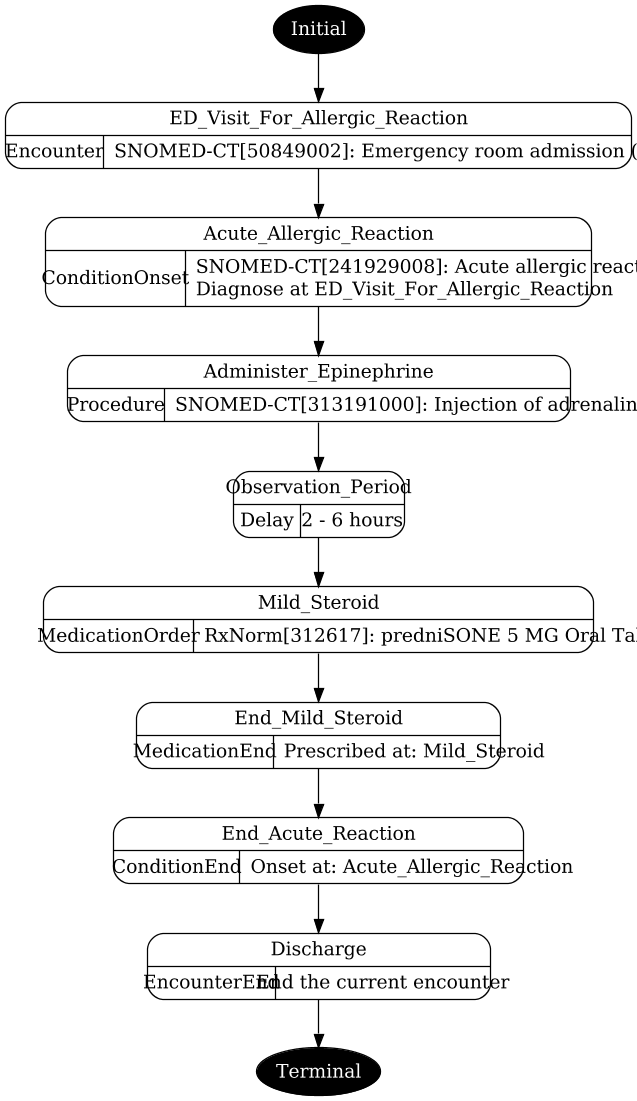 Initial
ED_Visit_For_Allergic_Reaction
Encounter SNOMED-CT[50849002]: Emergency room admission (
Acute_Allergic_Reaction
ConditionOnset SNOMED-CT[241929008]: Acute allergic react
Diagnose at ED_Visit_For_Allergic_Reaction
Administer_Epinephrine
Procedure SNOMED-CT[313191000]: Injection of adrenalin
Observation_Period
Delay 2 - 6 hours
Mild_Steroid
MedicationOrder RxNorm[312617]: predniSONE 5 MG Oral Ta
End_Mild_Steroid
MedicationEnd Prescribed at: Mild_Steroid
End_Acute_Reaction
ConditionEnd Onset at: Acute_Allergic_Reaction
Discharge
EncounterEnd End the current encounter
Terminal